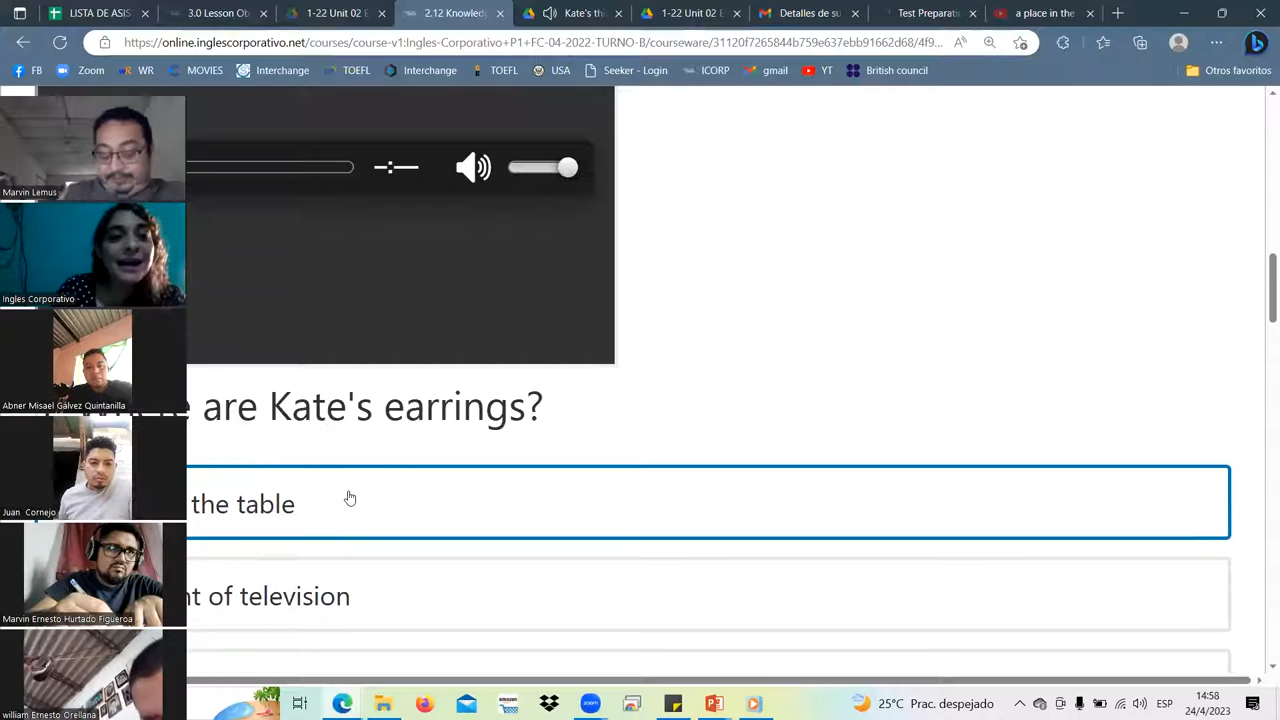 LISTA DE ASIS
3.0 Lesson Obj
1-22 Unit 02 E
2.12 Knowledg
Kate's thi
1-22 Unit 02 E
Detalles de su
Test Preparati
a place in the
https://online.inglescorporativo.net/courses/course-v1:Ingles-Corporativo+P1+FC-04-2022-TURNO-B/courseware/31120f7265844b759e637ebb91662d68/4f9...
FB
Zoom
WR
MOVIES
Interchange
TOEFL
Interchange
TOEFL
USA
Seeker - Login
ICORP
gmail
YT
British council
Otros favoritos
Marvin Lemus
Ingles Corporativo
Abner Misael Gálvez Quintanilla
Juan Cornejo
Marvin Ernesto Hurtado Figueroa
william Ernesto Orellana
-:--
are Kate's earrings?
the table
nt of television
amazon
zoom
25°C Prac. despejado
ESP
14:58
24/4/2023